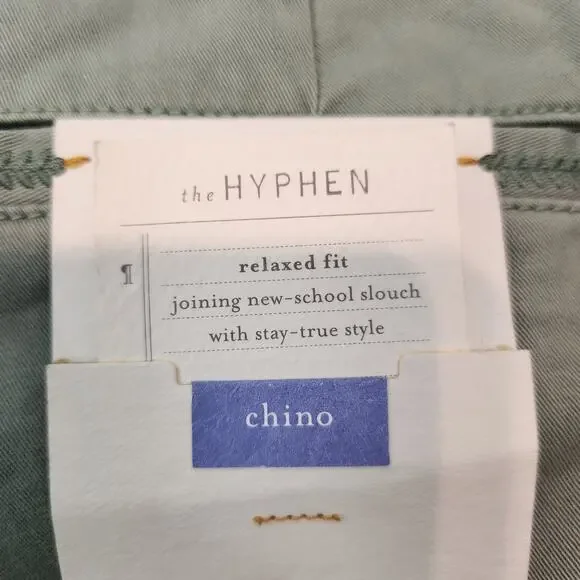 the HYPHEN
¶
relaxed fit
joining new-school slouch
with stay-true style
chino